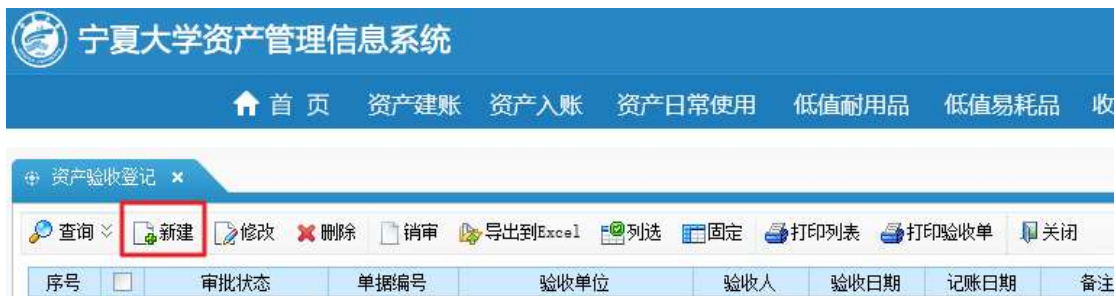 宁夏大学资产管理信息系统
首 页 资产建账 资产入账 资产日常使用 低值耐用品 低值易耗品 收
资产验收登记 ×
查询 新建 修改 删除 销审 导出到Excel 列选 固定 打印列表 打印验收单 关闭
序号 审批状态 单据编号 验收单位 验收人 验收日期 记账日期 备注